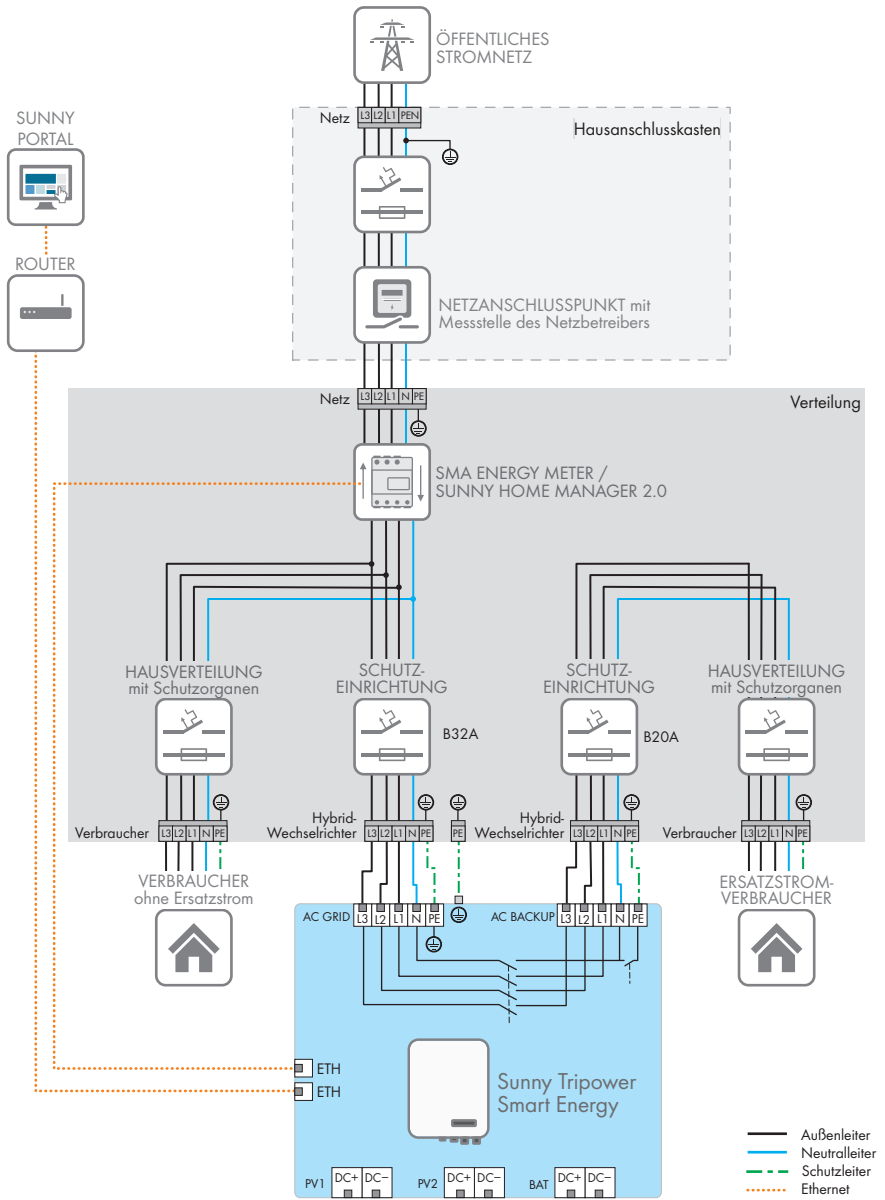 ÖFFENTLICHES
STROMNETZ
SUNNY
PORTAL
Netz
L3 L2 L1 PEN
Hausanschlusskasten
ROUTER
NETZANSCHLUSSPUNKT mit
Messstelle des Netzbetreibers
Netz
L3 L2 L1 N PE
Verteilung
SMA ENERGY METER /
SUNNY HOME MANAGER 2.0
HAUSVERTEILUNG
mit Schutzorganen
SCHUTZ-
EINRICHTUNG
B32A
SCHUTZ-
EINRICHTUNG
B20A
HAUSVERTEILUNG
mit Schutzorganen
Verbraucher
L3 L2 L1 N PE
Hybrid-
Wechselrichter
L3 L2 L1 N PE
PE
Hybrid-
Wechselrichter
L3 L2 L1 N PE
Verbraucher
L3 L2 L1 N PE
VERBRAUCHER
ohne Ersatzstrom
ERSATZSTROM-
VERBRAUCHER
AC GRID
L3 L2 L1 N PE
AC BACKUP
L3 L2 L1 N PE
ETH
ETH
Sunny Tripower
Smart Energy
PV1 DC+ DC−
PV2 DC+ DC−
BAT DC+ DC−
Außenleiter
Neutralleiter
Schutzleiter
Ethernet